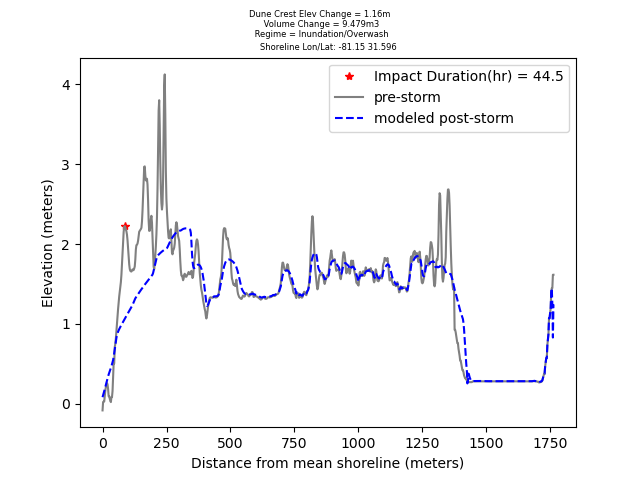 Dune Crest Elev Change = 1.16m
Volume Change = 9.479m3
Regime = Inundation/Overwash
Shoreline Lon/Lat: -81.15 31.596
Impact Duration(hr) = 44.5
pre-storm
modeled post-storm
Elevation (meters)
4
3
2
1
0
0 250 500 750 1000 1250 1500 1750
Distance from mean shoreline (meters)